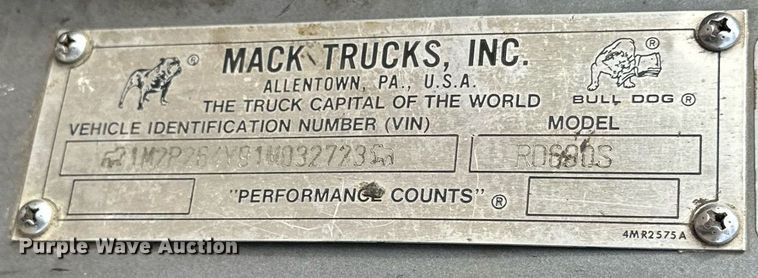 MACK TRUCKS, INC.
ALLENTOWN, PA., U.S.A.
THE TRUCK CAPITAL OF THE WORLD
BULL DOG ®
VEHICLE IDENTIFICATION NUMBER (VIN)
MODEL
RD690S
"PERFORMANCE COUNTS" ®
4MR2575A
Purple Wave Auction